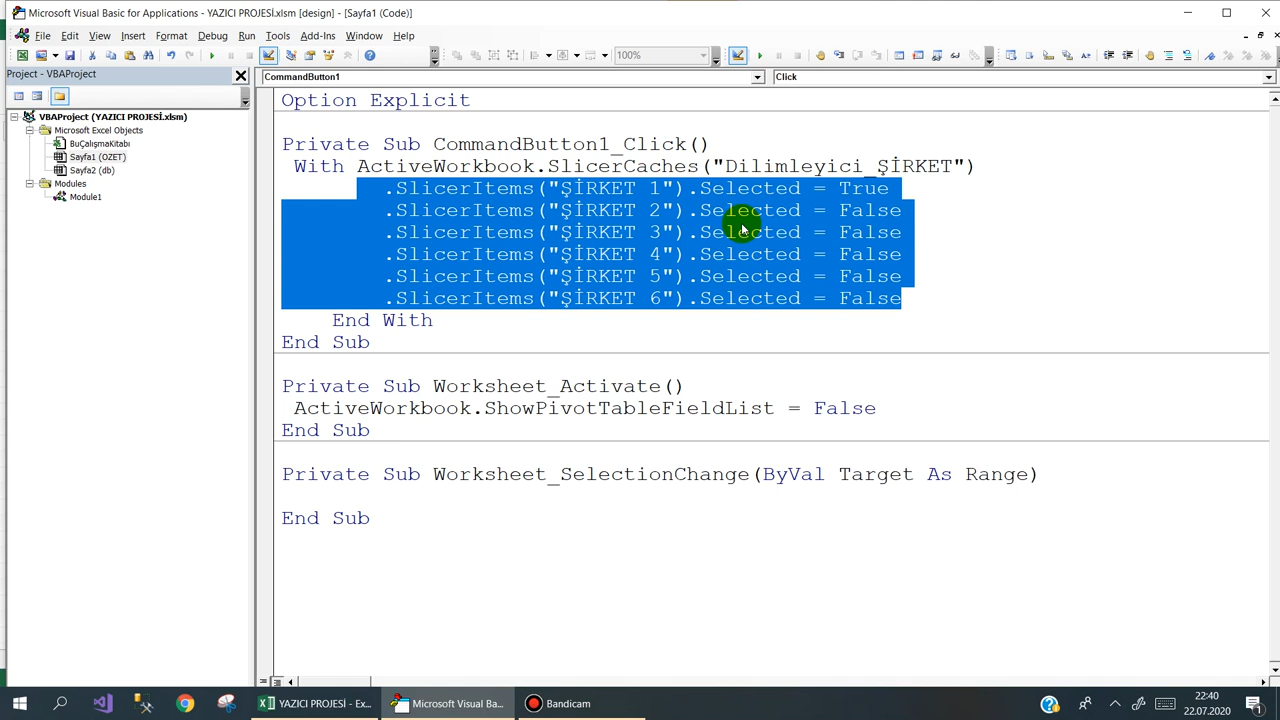 Microsoft Visual Basic for Applications - YAZICI PROJESİ.xlsm [design] - [Sayfa1 (Code)]
File Edit View Insert Format Debug Run Tools Add-Ins Window Help
100%
Project - VBAProject
CommandButton1
Click
VBAProject (YAZICI PROJESİ.xlsm)
Microsoft Excel Objects
BuÇalışmaKitabı
Sayfa1 (OZET)
Sayfa2 (db)
Modules
Module1
Option Explicit
Private Sub CommandButton1_Click()
With ActiveWorkbook.SlicerCaches("Dilimleyici_ŞİRKET")
.SlicerItems("ŞİRKET 1").Selected = True
.SlicerItems("ŞİRKET 2").Selected = False
.SlicerItems("ŞİRKET 3").Selected = False
.SlicerItems("ŞİRKET 4").Selected = False
.SlicerItems("ŞİRKET 5").Selected = False
.SlicerItems("ŞİRKET 6").Selected = False
End With
End Sub
Private Sub Worksheet_Activate()
ActiveWorkbook.ShowPivotTableFieldList = False
End Sub
Private Sub Worksheet_SelectionChange(ByVal Target As Range)
End Sub
YAZICI PROJESİ - Ex...
Microsoft Visual Ba...
Bandicam
22:40
22.07.2020